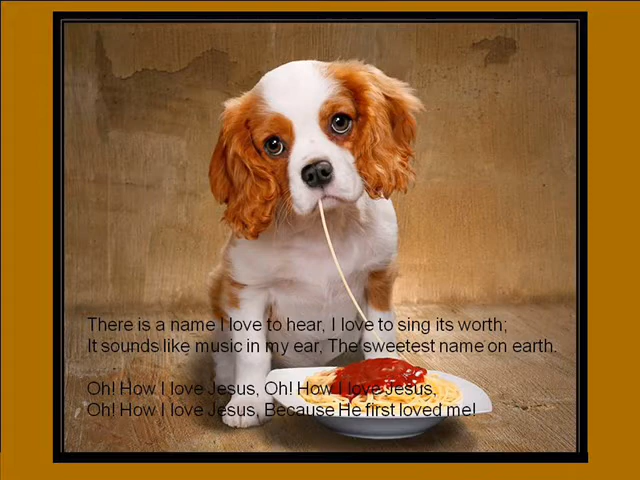 There is a name I love to hear, I love to sing its worth;
It sounds like music in my ear, The sweetest name on earth.
Oh! How I love Jesus, Oh! How I love Jesus,
Oh! How I love Jesus, Because He first loved me!